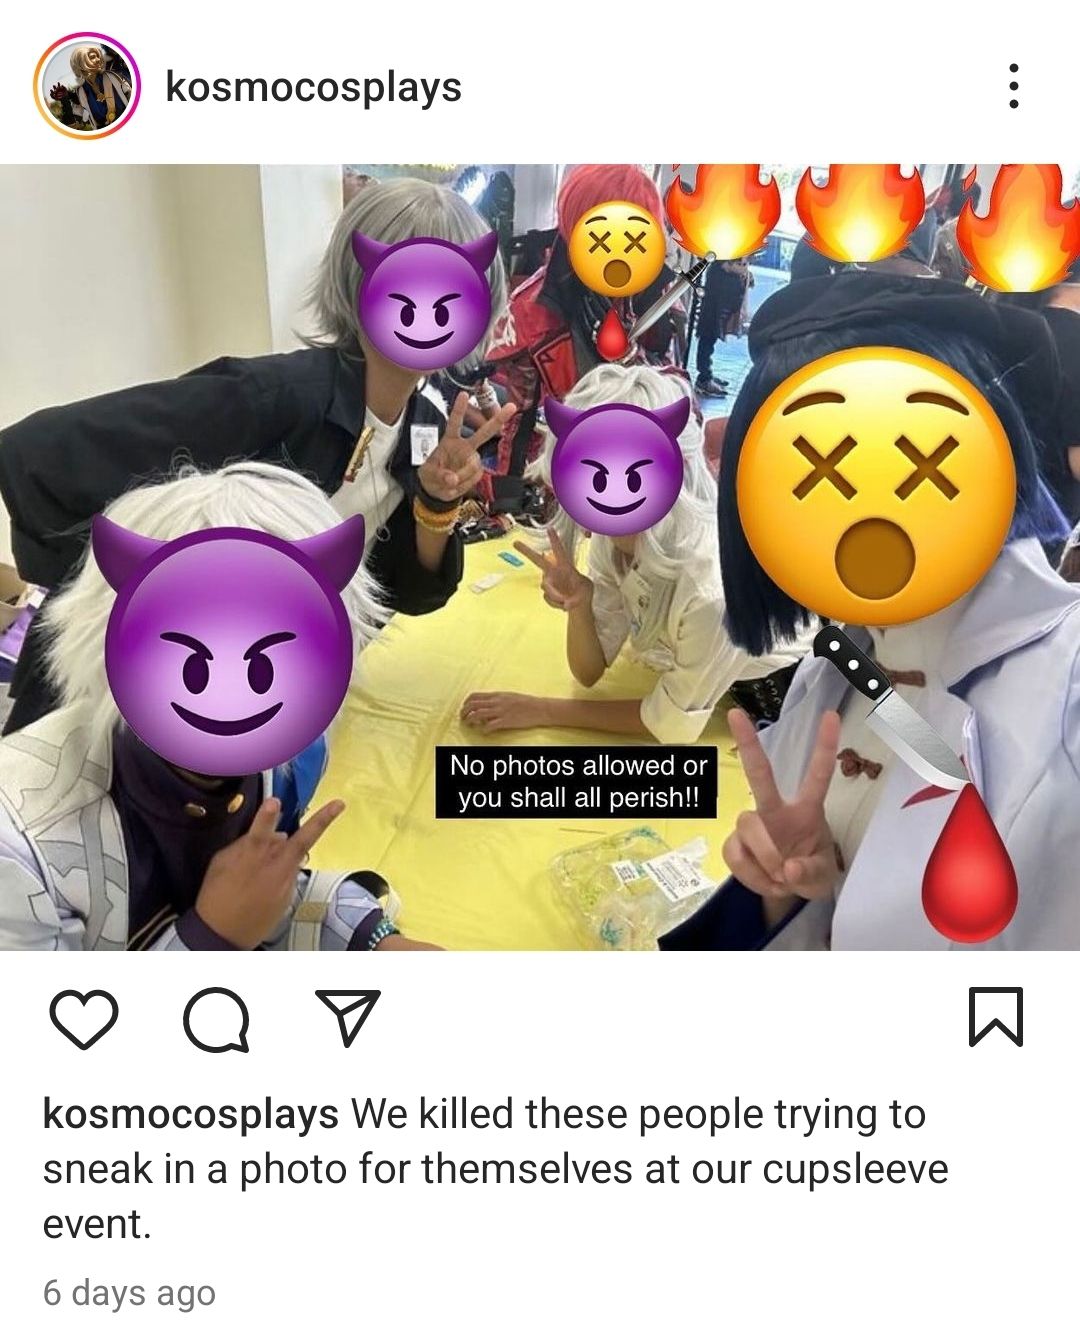 kosmocosplays
No photos allowed or
you shall all perish!!
kosmocosplays We killed these people trying to
sneak in a photo for themselves at our cupsleeve
event.
6 days ago